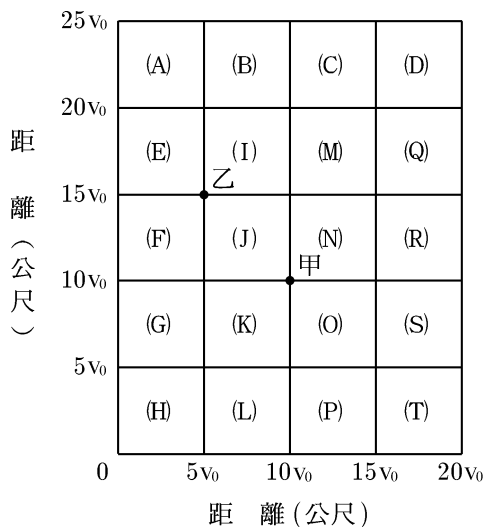 25v₀
(A) (B) (C) (D)
20v₀
(E) (I) (M) (Q)
乙
15v₀
(F) (J) (N) (R)
甲
10v₀
(G) (K) (O) (S)
5v₀
(H) (L) (P) (T)
0 5v₀ 10v₀ 15v₀ 20v₀
距離(公尺)
距離(公尺)